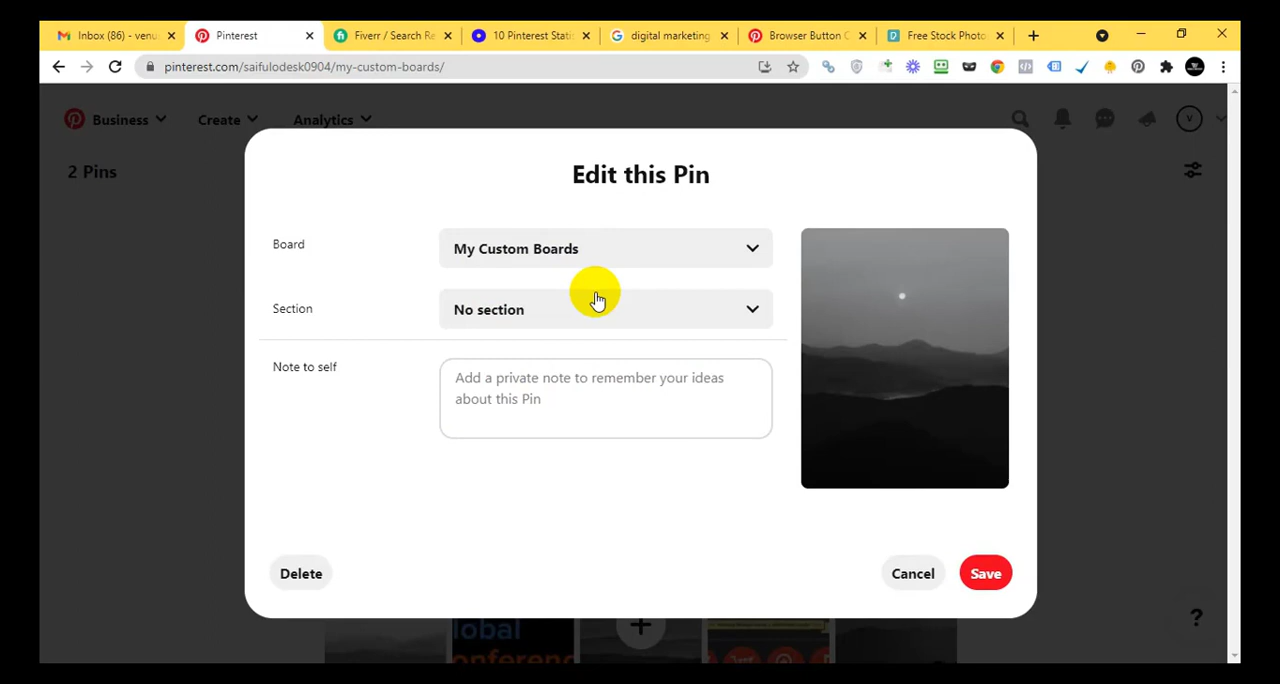 Inbox (86) - venu
Pinterest
Fiverr / Search Re
10 Pinterest Stati
digital marketing
Browser Button C
Free Stock Photo
pinterest.com/saifulodesk0904/my-custom-boards/
Business
Create
Analytics
V
2 Pins
Edit this Pin
Board
My Custom Boards
Section
No section
Note to self
Add a private note to remember your ideas
about this Pin
Delete
Cancel
Save
?
lobal
onferenc